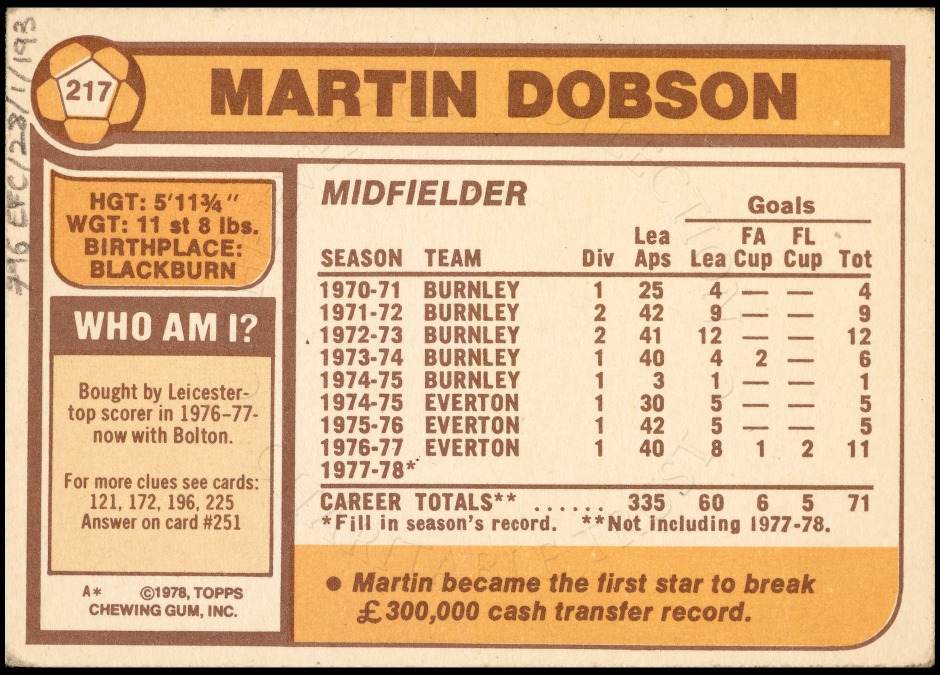 217
MARTIN DOBSON
HGT: 5'11¾"
WGT: 11 st 8 lbs.
BIRTHPLACE:
BLACKBURN
WHO AM I?
Bought by Leicester-
top scorer in 1976-77-
now with Bolton.
For more clues see cards:
121, 172, 196, 225
Answer on card #251
A* ©1978, TOPPS
CHEWING GUM, INC.
MIDFIELDER
Goals
Lea FA FL
SEASON TEAM Div Aps Lea Cup Cup Tot
1970-71 BURNLEY 1 25 4 — — 4
1971-72 BURNLEY 2 42 9 — — 9
1972-73 BURNLEY 2 41 12 — — 12
1973-74 BURNLEY 1 40 4 2 — 6
1974-75 BURNLEY 1 3 1 — — 1
1974-75 EVERTON 1 30 5 — — 5
1975-76 EVERTON 1 42 5 — — 5
1976-77 EVERTON 1 40 8 1 2 11
1977-78*
CAREER TOTALS** ...... 335 60 6 5 71
*Fill in season's record. **Not including 1977-78.
● Martin became the first star to break
£300,000 cash transfer record.